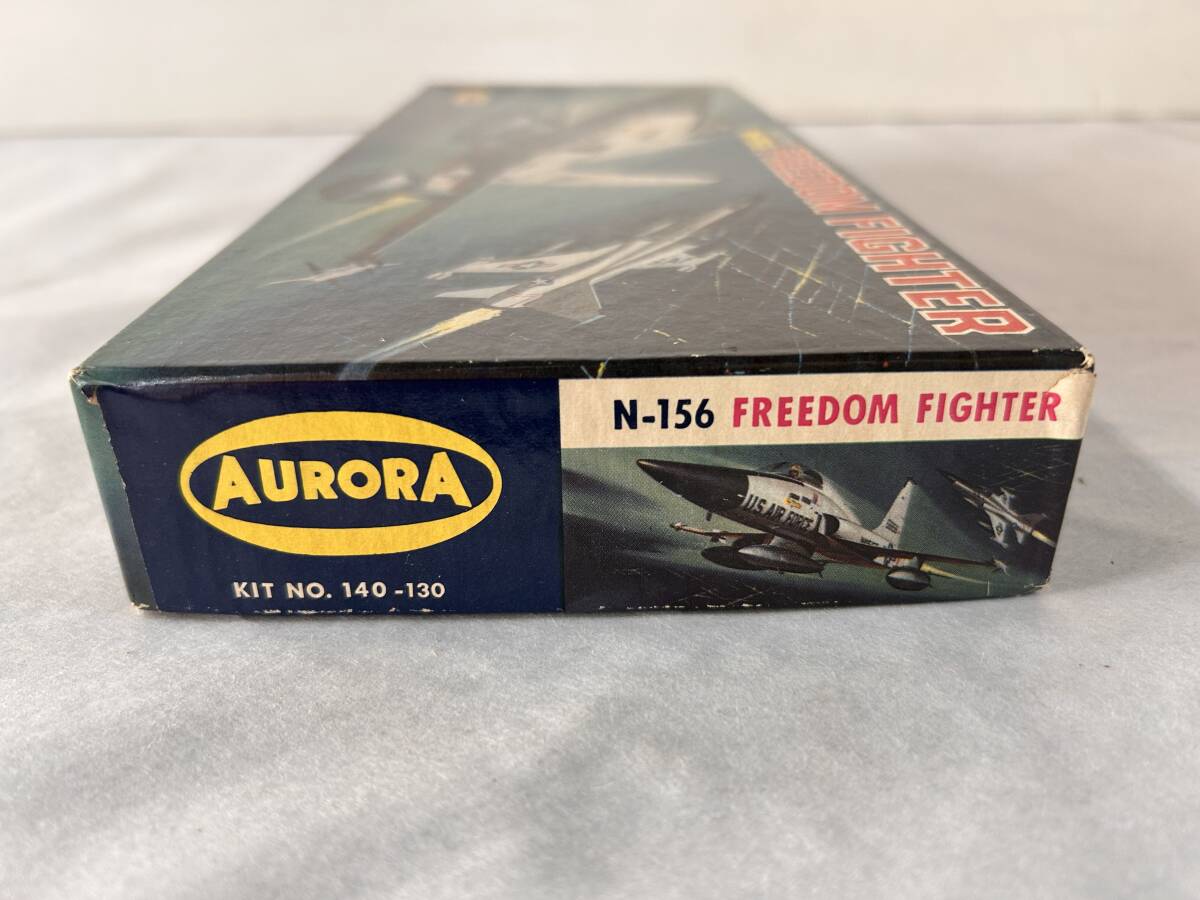 FREEDOM FIGHTER
AURORA
KIT NO. 140-130
N-156 FREEDOM FIGHTER
U.S. AIR FORCE